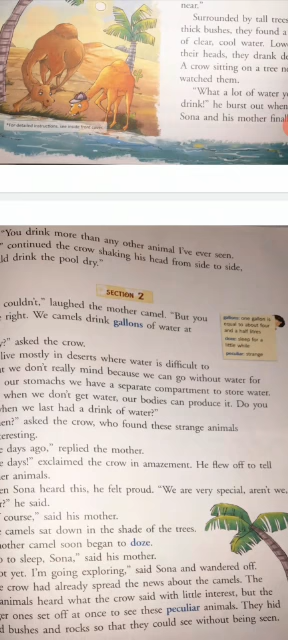 near."
Surrounded by tall trees
thick bushes, they found a
of clear, cool water. Low
their heads, they drank de
A crow sitting on a tree n
watched them.
"What a lot of water y
drink!" he burst out when
Sona and his mother final
"You drink more than any other animal I've ever seen.
" continued the crow shaking his head from side to side,
ld drink the pool dry."
SECTION 2
couldn't," laughed the mother camel. "But you
right. We camels drink gallons of water at
?" asked the crow.
live mostly in deserts where water is difficult to
t we don't really mind because we can go without water for
our stomachs we have a separate compartment to store water.
when we don't get water, our bodies can produce it. Do you
hen we last had a drink of water?"
en?" asked the crow, who found these strange animals
eresting.
e days ago," replied the mother.
e days!" exclaimed the crow in amazement. He flew off to tell
er animals.
en Sona heard this, he felt proud. "We are very special, aren't we,
r?" he said.
course," said his mother.
e camels sat down in the shade of the trees.
other camel soon began to doze.
o to sleep, Sona," said his mother.
ot yet. I'm going exploring," said Sona and wandered off.
e crow had already spread the news about the camels. The
animals heard what the crow said with little interest, but the
er ones set off at once to see these peculiar animals. They hid
d bushes and rocks so that they could see without being seen.
gallons: one gallon is
equal to about four
and a half litres
doze: sleep for a
little while
peculiar: strange